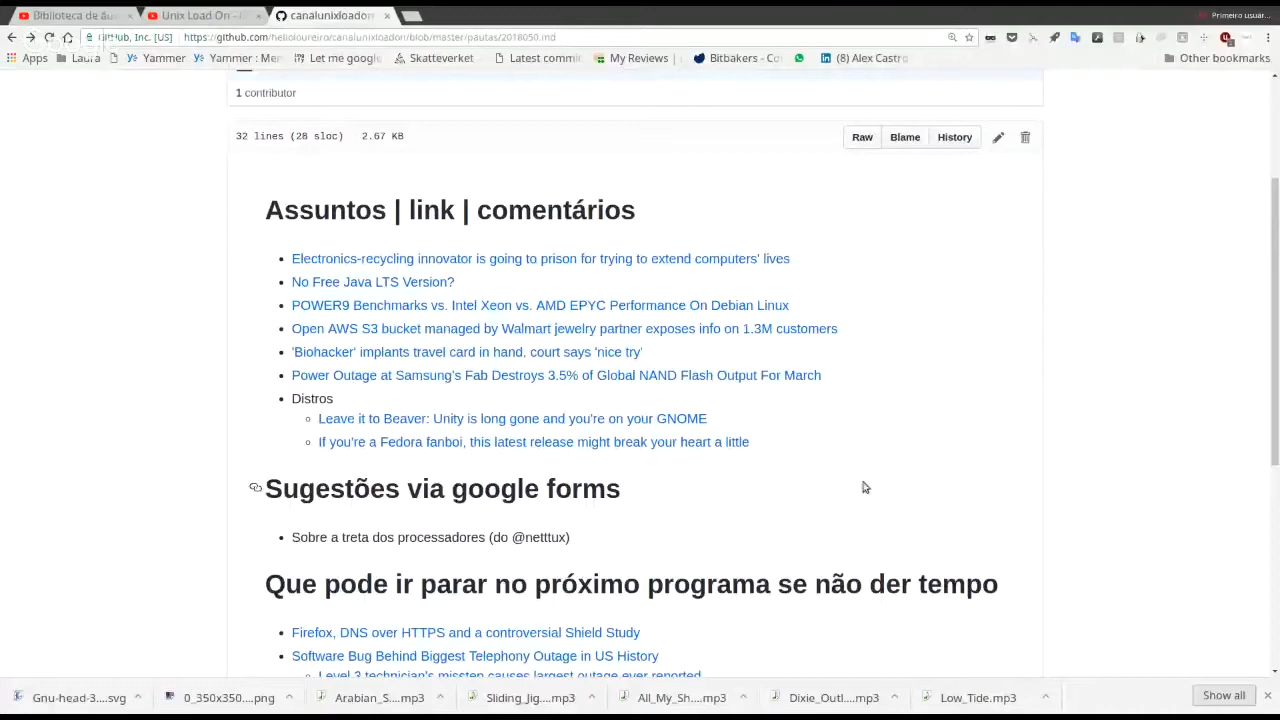 Biblioteca de áu
Unix Load On -
canalunixloadon
Primeiro usuár...
GitHub, Inc. [US] https://github.com/helioloureiro/canalunixloadon/blob/master/pautas/2018050.md
Apps Laura Yammer Yammer : Men Let me google Skatteverket Latest commit My Reviews | Bitbakers - Co (8) Alex Castro Other bookmarks
1 contributor
32 lines (28 sloc) 2.67 KB
Raw Blame History
Assuntos | link | comentários
Electronics-recycling innovator is going to prison for trying to extend computers' lives
No Free Java LTS Version?
POWER9 Benchmarks vs. Intel Xeon vs. AMD EPYC Performance On Debian Linux
Open AWS S3 bucket managed by Walmart jewelry partner exposes info on 1.3M customers
'Biohacker' implants travel card in hand, court says 'nice try'
Power Outage at Samsung's Fab Destroys 3.5% of Global NAND Flash Output For March
Distros
Leave it to Beaver: Unity is long gone and you're on your GNOME
If you're a Fedora fanboi, this latest release might break your heart a little
Sugestões via google forms
Sobre a treta dos processadores (do @netttux)
Que pode ir parar no próximo programa se não der tempo
Firefox, DNS over HTTPS and a controversial Shield Study
Software Bug Behind Biggest Telephony Outage in US History
Level 3 technician's misstep causes largest outage ever reported
Gnu-head-3....svg 0_350x350....png Arabian_S....mp3 Sliding_Jig....mp3 All_My_Sh....mp3 Dixie_Outl....mp3 Low_Tide.mp3 Show all